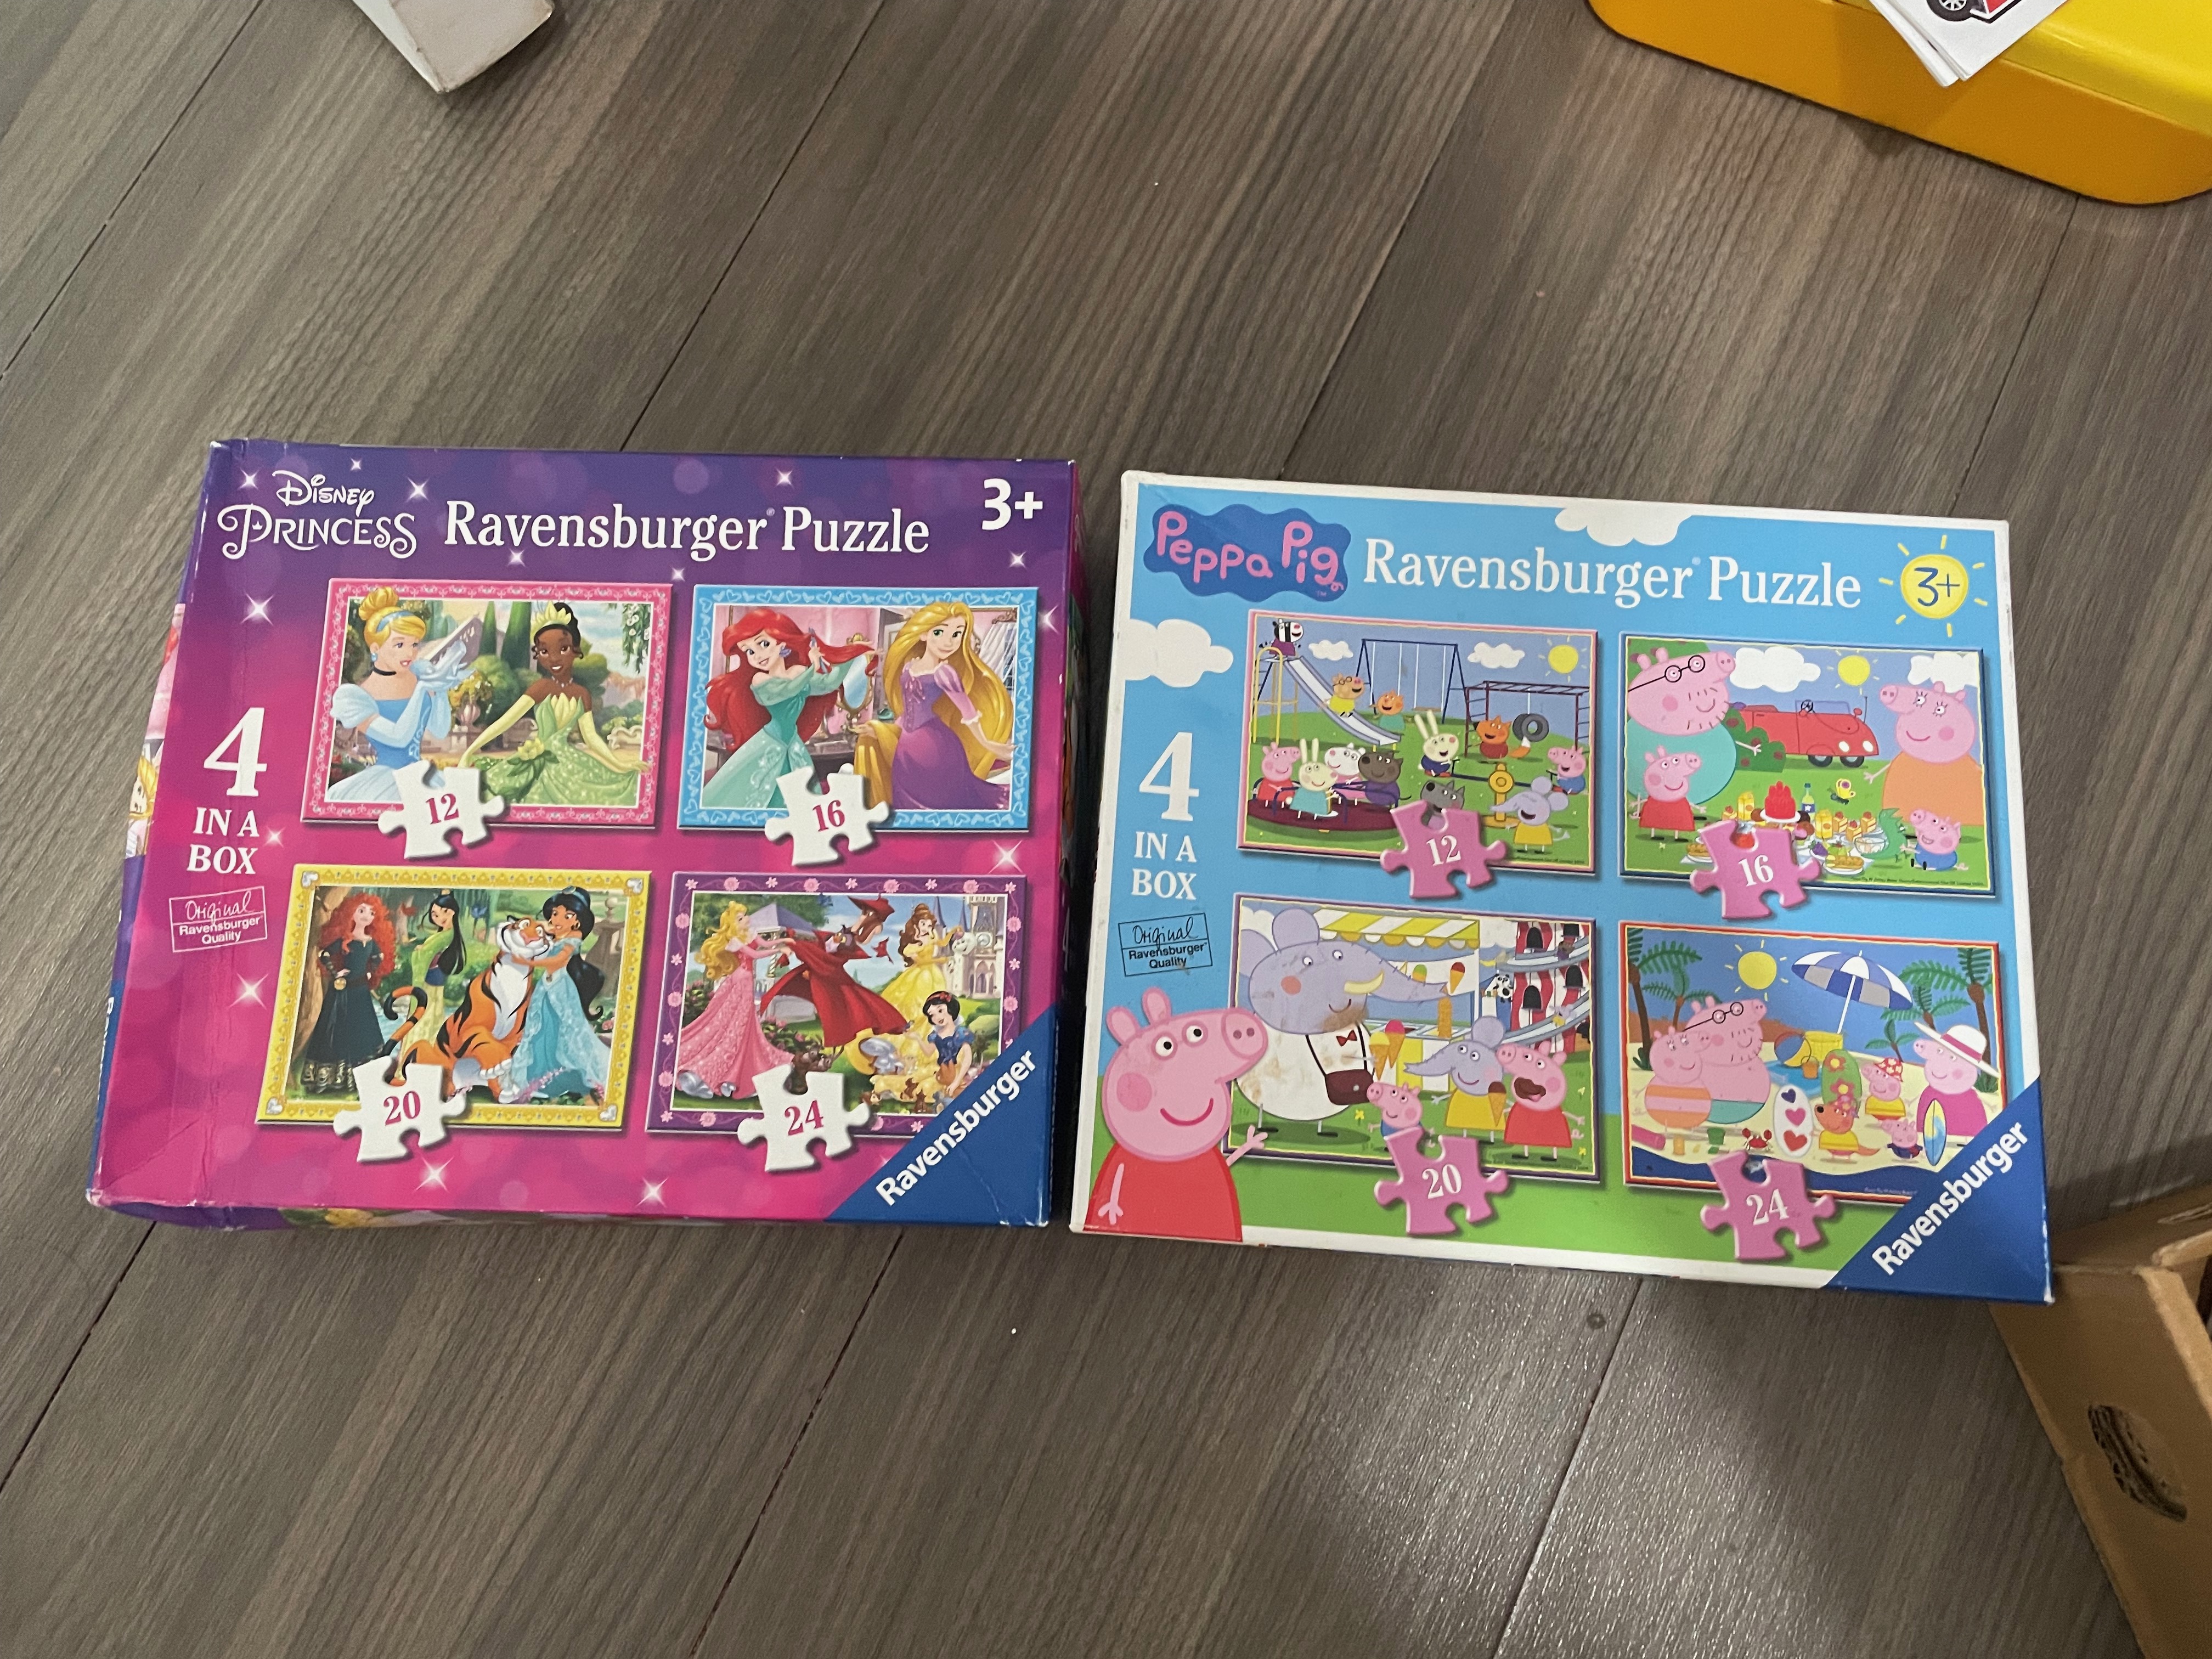 Disney
PRINCESS
Ravensburger® Puzzle
3+
4
IN A
BOX
Original
Ravensburger®
Quality
12
16
20
24
Ravensburger
Peppa Pig™
Ravensburger® Puzzle
3+
4
IN A
BOX
Original
Ravensburger®
Quality
12
16
20
24
Ravensburger